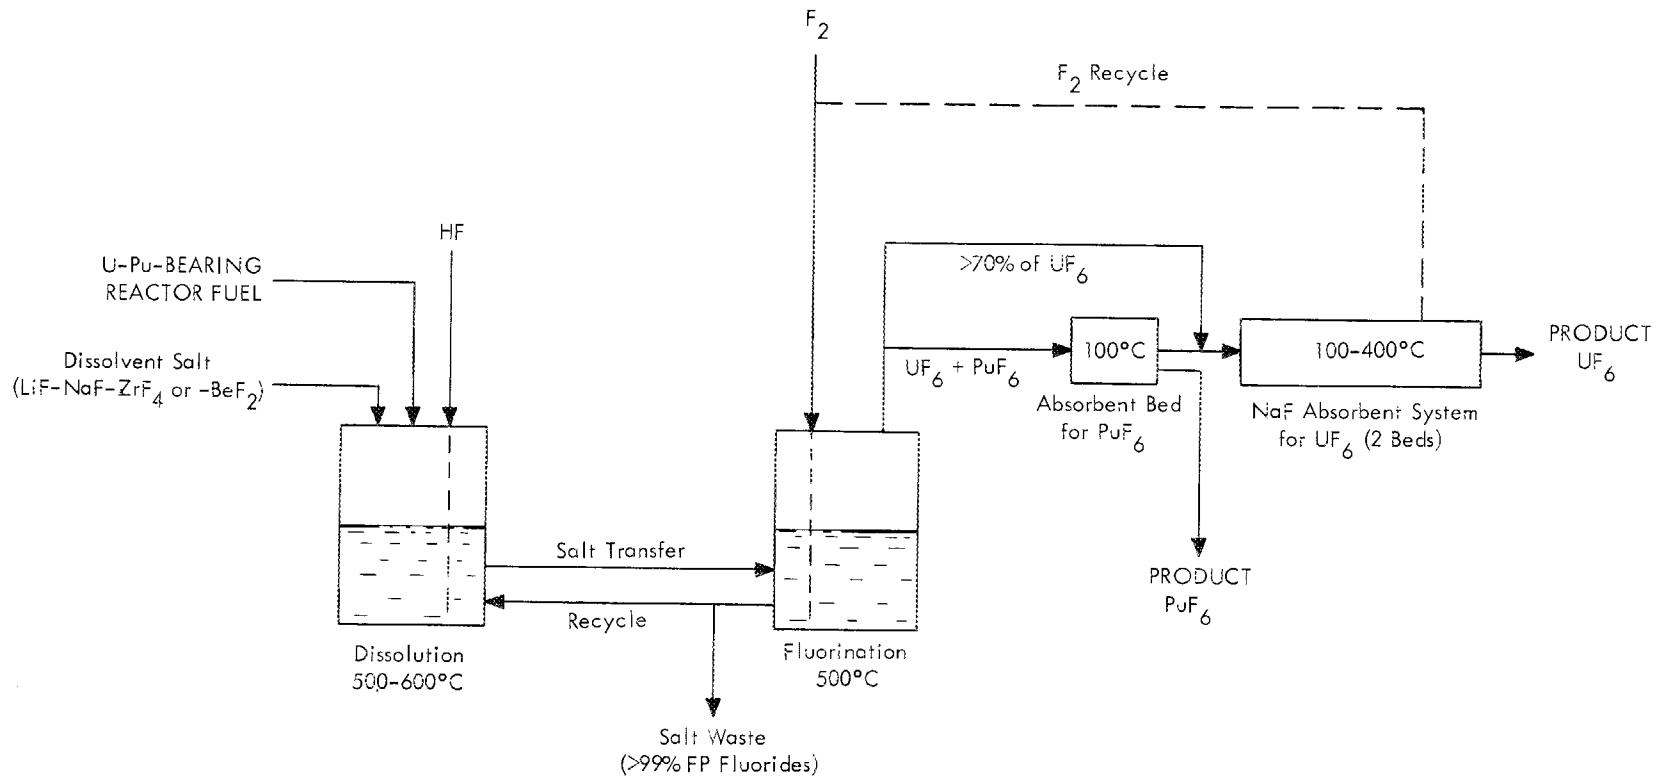 F2
F2 Recycle
HF
U-Pu-BEARING
REACTOR FUEL
>70% of UF6
Dissolvent Salt
(LiF-NaF-ZrF4 or -BeF2)
UF6 + PuF6
100°C
100-400°C
PRODUCT
UF6
Absorbent Bed
for PuF6
NaF Absorbent System
for UF6 (2 Beds)
Salt Transfer
Recycle
PRODUCT
PuF6
Dissolution
500-600°C
Fluorination
500°C
Salt Waste
(>99% FP Fluorides)